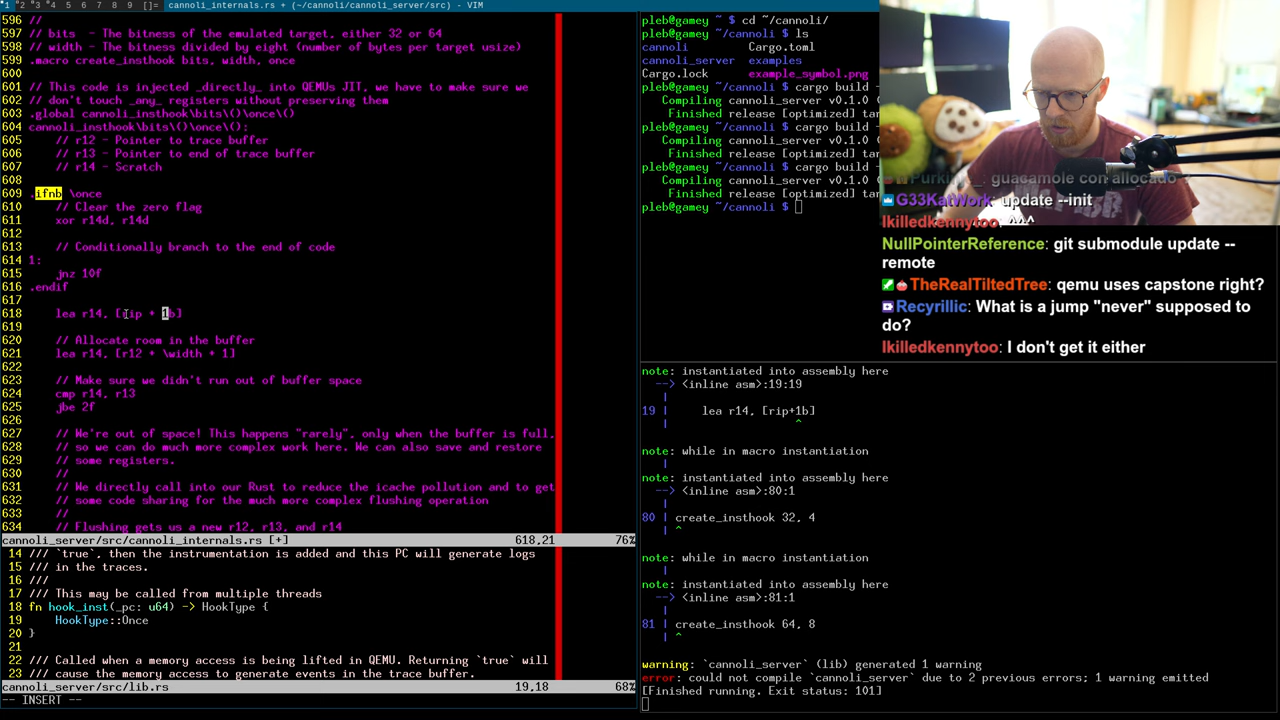 1 2 3 4 5 6 7 8 9 []= cannoli_internals.rs + (~/cannoli/cannoli_server/src) - VIM
596 //
597 // bits  - The bitness of the emulated target, either 32 or 64
598 // width - The bitness divided by eight (number of bytes per target usize)
599 .macro create_insthook bits, width, once
600
601 // This code is injected _directly_ into QEMUs JIT, we have to make sure we
602 // don't touch _any_ registers without preserving them
603 .global cannoli_insthook\bits\()\once\()
604 cannoli_insthook\bits\()\once\():
605     // r12 - Pointer to trace buffer
606     // r13 - Pointer to end of trace buffer
607     // r14 - Scratch
608
609 .ifnb \once
610     // Clear the zero flag
611     xor r14d, r14d
612
613     // Conditionally branch to the end of code
614 1:
615     jnz 10f
616 .endif
617
618     lea r14, [rip + 1b]
619
620     // Allocate room in the buffer
621     lea r14, [r12 + \width + 1]
622
623     // Make sure we didn't run out of buffer space
624     cmp r14, r13
625     jbe 2f
626
627     // We're out of space! This happens "rarely", only when the buffer is full,
628     // so we can do much more complex work here. We can also save and restore
629     // some registers.
630     //
631     // We directly call into our Rust to reduce the icache pollution and to get
632     // some code sharing for the much more complex flushing operation
633     //
634     // Flushing gets us a new r12, r13, and r14
cannoli_server/src/cannoli_internals.rs [+] 618,21 76%
14 /// `true`, then the instrumentation is added and this PC will generate logs
15 /// in the traces.
16 ///
17 /// This may be called from multiple threads
18 fn hook_inst(_pc: u64) -> HookType {
19     HookType::Once
20 }
21
22 /// Called when a memory access is being lifted in QEMU. Returning `true` will
23 /// cause the memory access to generate events in the trace buffer.
cannoli_server/src/lib.rs 19,18 68%
-- INSERT --
pleb@gamey ~ $ cd ~/cannoli/
pleb@gamey ~/cannoli $ ls
cannoli Cargo.toml
cannoli_server examples
Cargo.lock example_symbol.png
pleb@gamey ~/cannoli $ cargo build -
Compiling cannoli_server v0.1.0 (
Finished release [optimized] tar
pleb@gamey ~/cannoli $ cargo build -
Compiling cannoli_server v0.1.0 (
Finished release [optimized] tar
pleb@gamey ~/cannoli $ cargo build -
Compiling cannoli_server v0.1.0 (
Finished release [optimized] tar
pleb@gamey ~/cannoli $
guacamole con allocado
G33KatWork: update --init
lkilledkennytoo: ^^^
NullPointerReference: git submodule update --
remote
TheRealTiltedTree: qemu uses capstone right?
Recyrillic: What is a jump "never" supposed to
do?
lkilledkennytoo: I don't get it either
note: instantiated into assembly here
--> <inline asm>:19:19
|
19 |     lea r14, [rip+1b]
| ^
note: while in macro instantiation
|
note: instantiated into assembly here
--> <inline asm>:80:1
|
80 | create_insthook 32, 4
| ^
note: while in macro instantiation
|
note: instantiated into assembly here
--> <inline asm>:81:1
|
81 | create_insthook 64, 8
| ^
warning: `cannoli_server` (lib) generated 1 warning
error: could not compile `cannoli_server` due to 2 previous errors; 1 warning emitted
[Finished running. Exit status: 101]